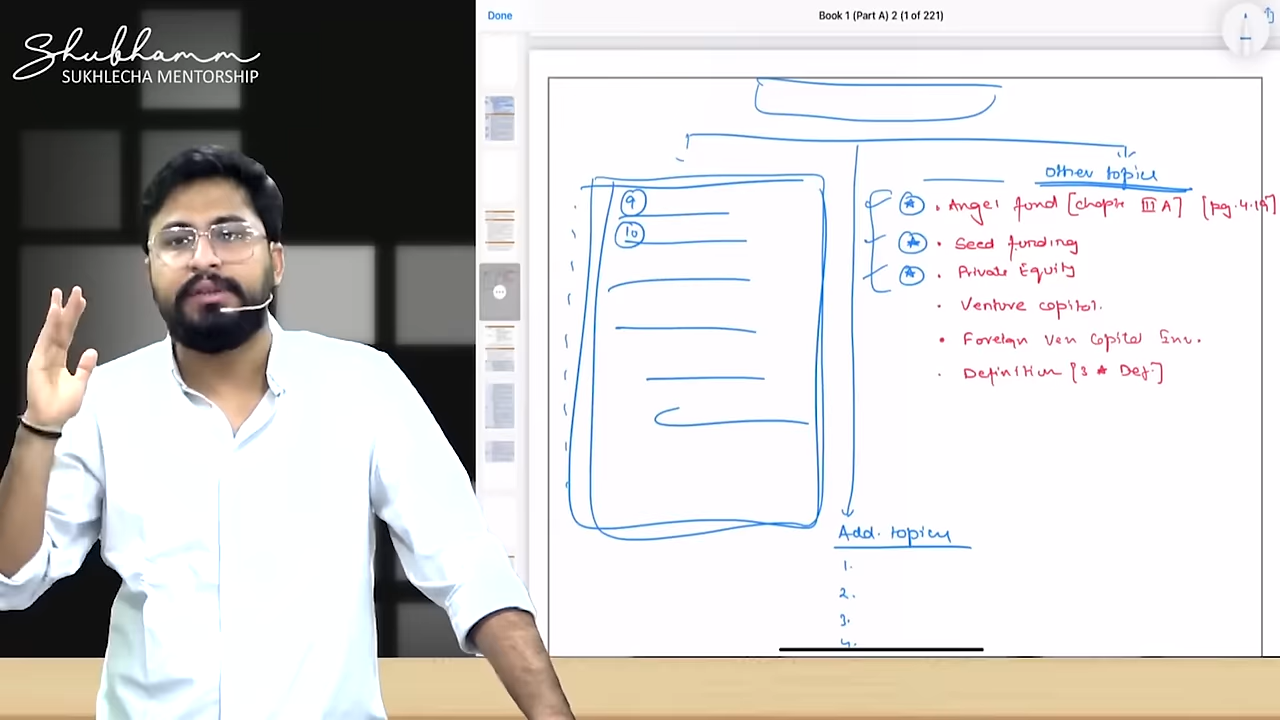 Shubhamm
SUKHLECHA MENTORSHIP
Done
Book 1 (Part A) 2 (1 of 221)
Other topics
• Angel fund [chapte III A] [pg. 4.19]
• Seed funding
• Private Equity
• Venture capital.
• Foreign Ven Capital Inv.
• Definition [3 ★ Def.]
9
10
Add. topics
1.
2.
3.
4.